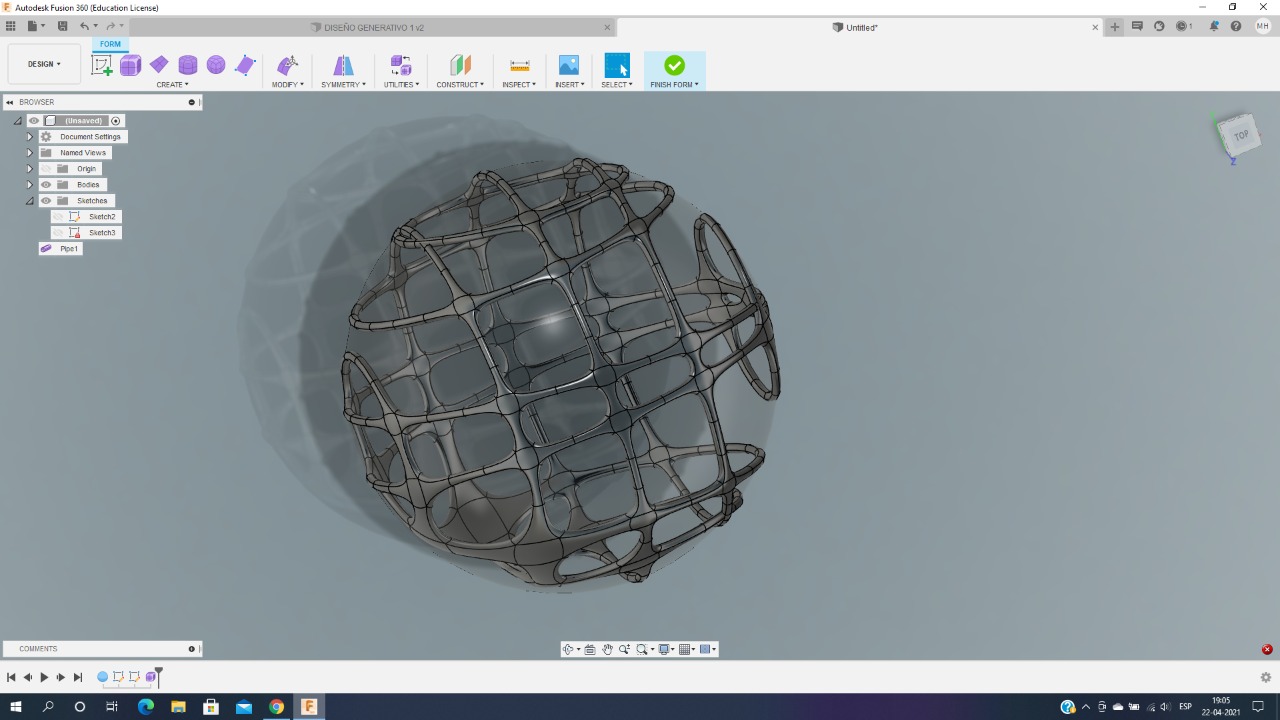 Autodesk Fusion 360 (Education License)
DISEÑO GENERATIVO 1 v2
Untitled*
1
MH
FORM
DESIGN
CREATE
MODIFY
SYMMETRY
UTILITIES
CONSTRUCT
INSPECT
INSERT
SELECT
FINISH FORM
BROWSER
(Unsaved)
Document Settings
Named Views
Origin
Bodies
Sketches
Sketch2
Sketch3
Pipe1
TOP
Z
COMMENTS
ESP
19:05
22-04-2021